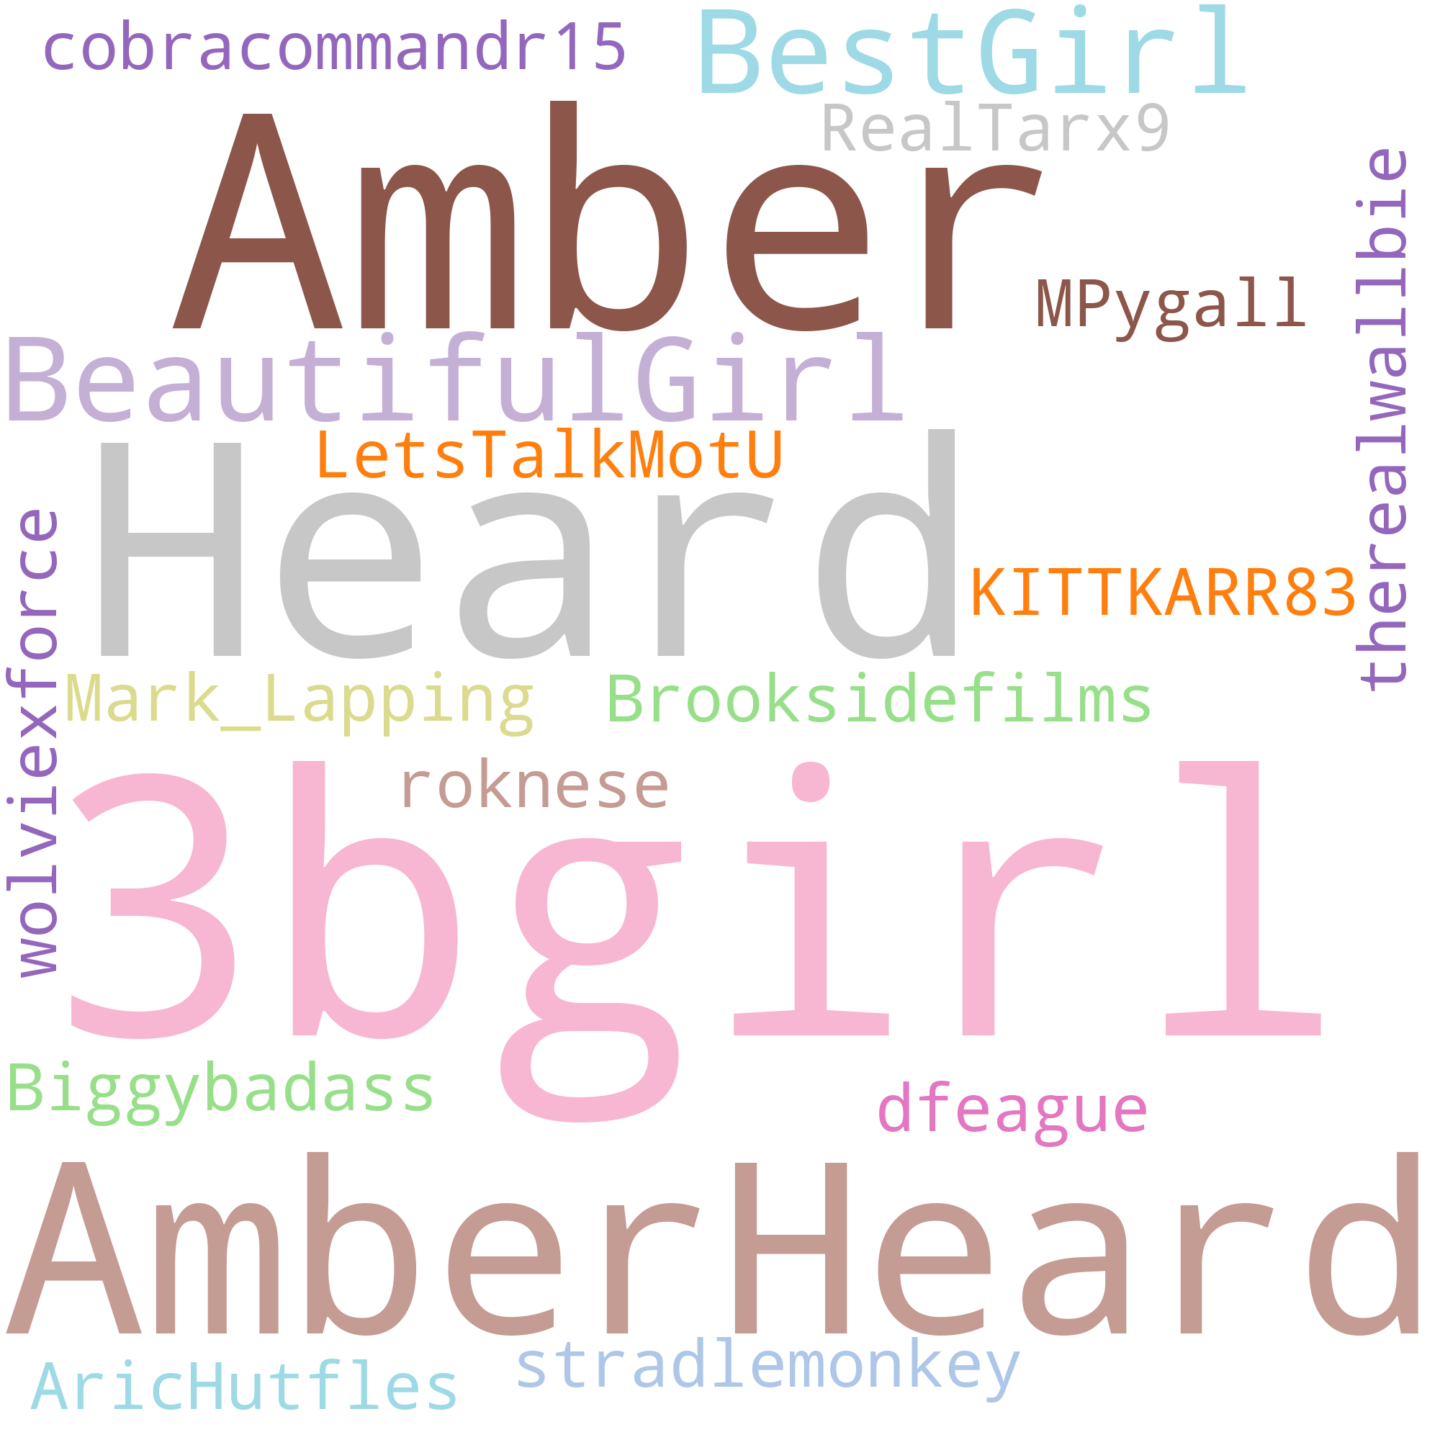 cobracommandr15
BestGirl
RealTarx9
Amber
MPygall
therealwallbie
BeautifulGirl
LetsTalkMotU
Heard
KITTKARR83
wolviexforce
Mark_Lapping
Brooksidefilms
roknese
3bgirl
Biggybadass
dfeague
AmberHeard
stradlemonkey
AricHutfles